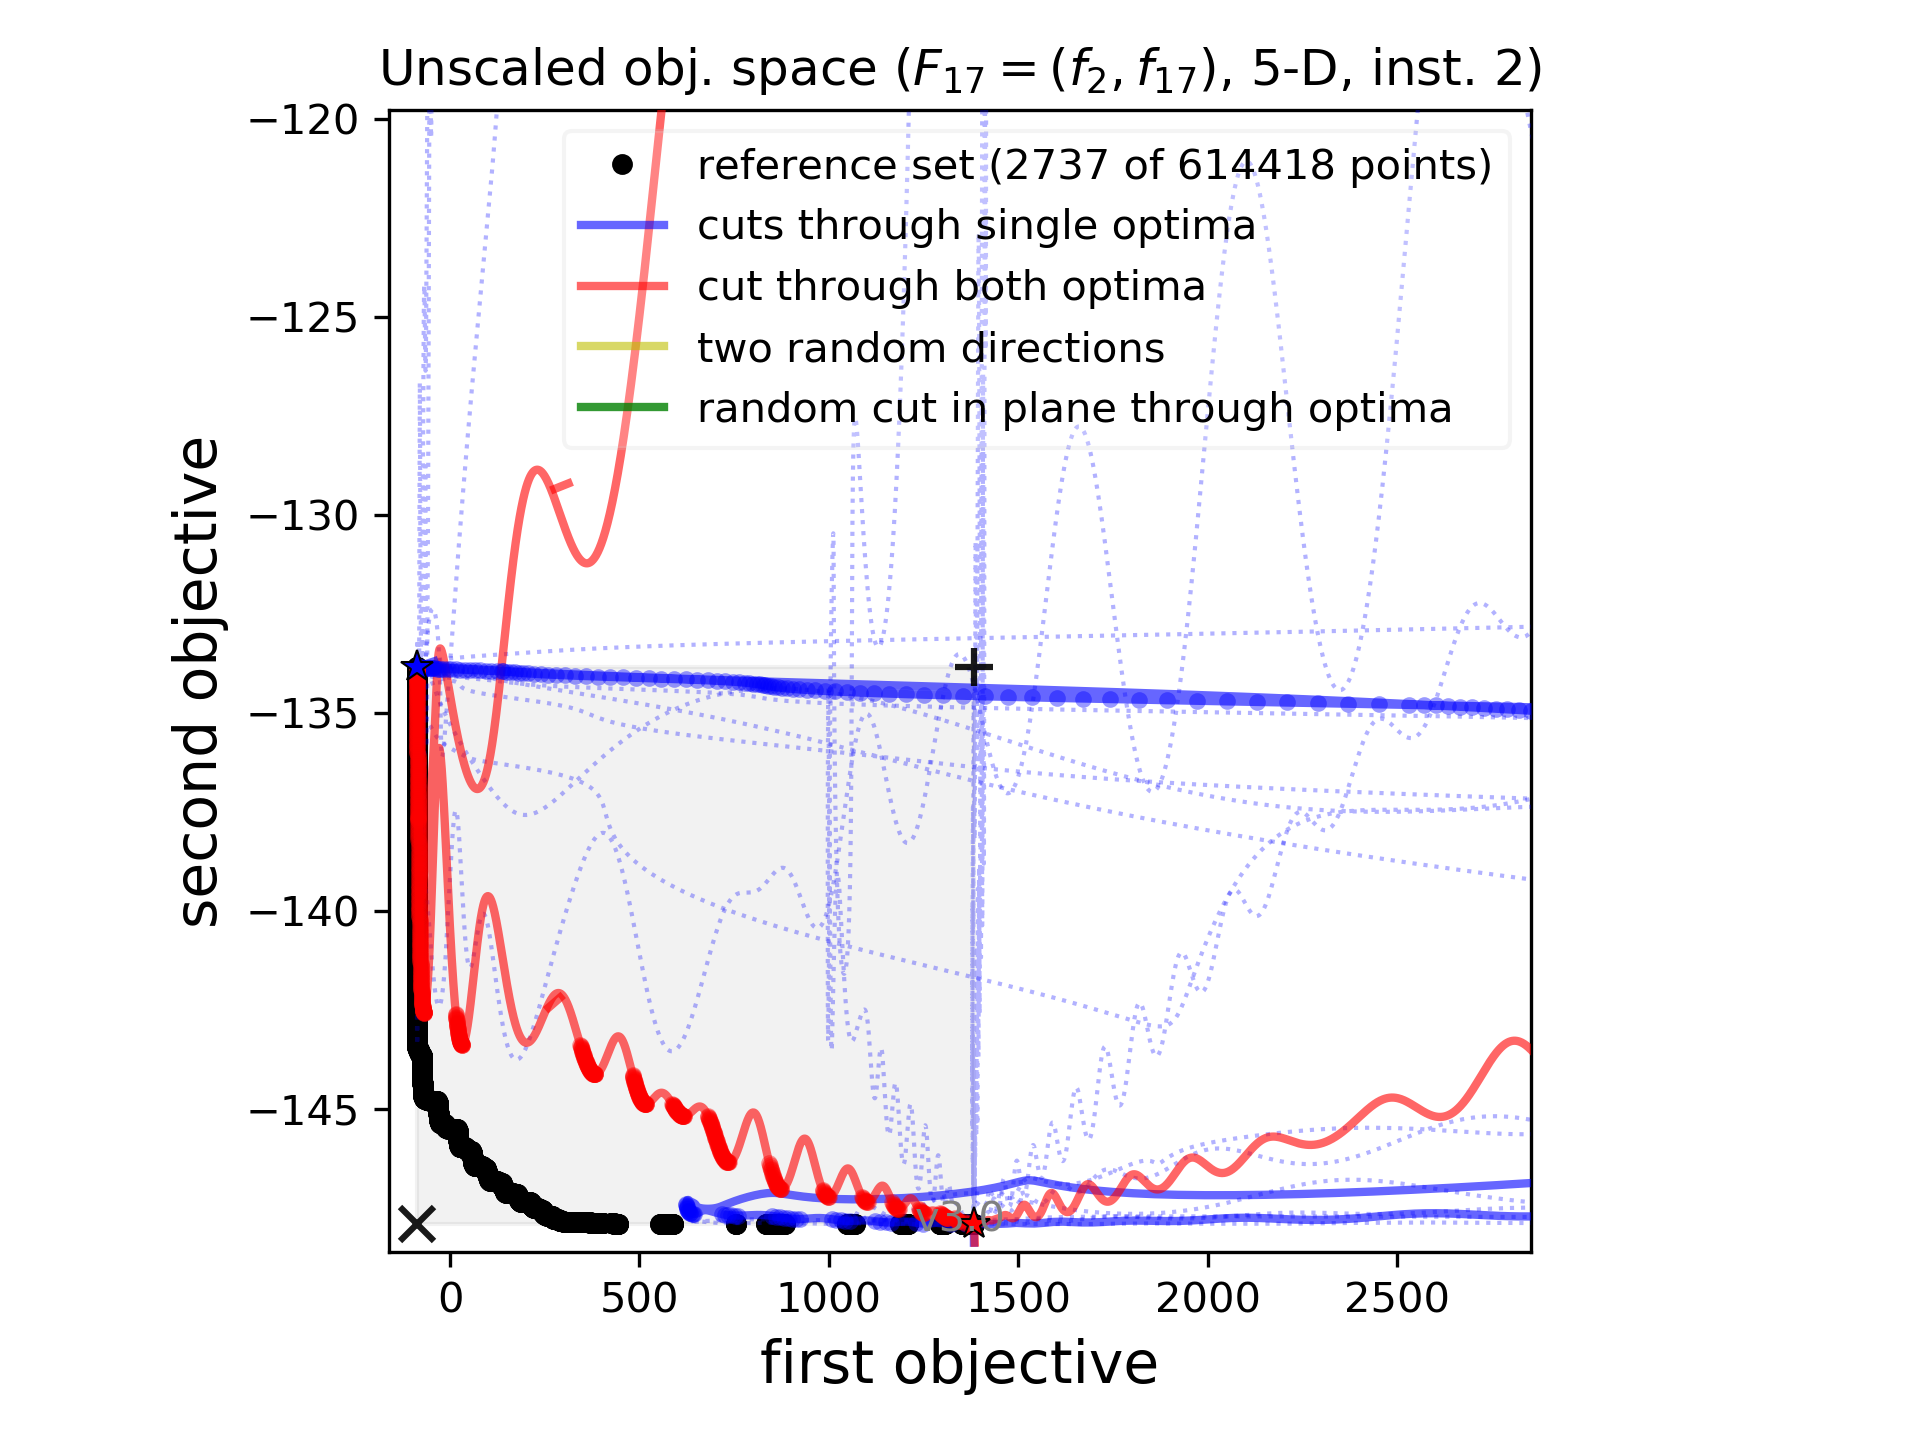 Unscaled obj. space (F₁₇ = (f₂, f₁₇), 5-D, inst. 2)
reference set (2737 of 614418 points)
cuts through single optima
cut through both optima
two random directions
random cut in plane through optima
−120
−125
−130
−135
−140
−145
second objective
v3.0
0 500 1000 1500 2000 2500
first objective